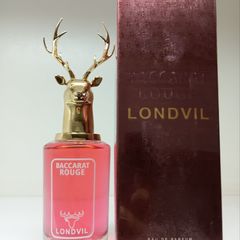 BACCARAT
ROUGE
LONDVIL
BACCARAT
ROUGE
LONDVIL
EAU DE PARFUM